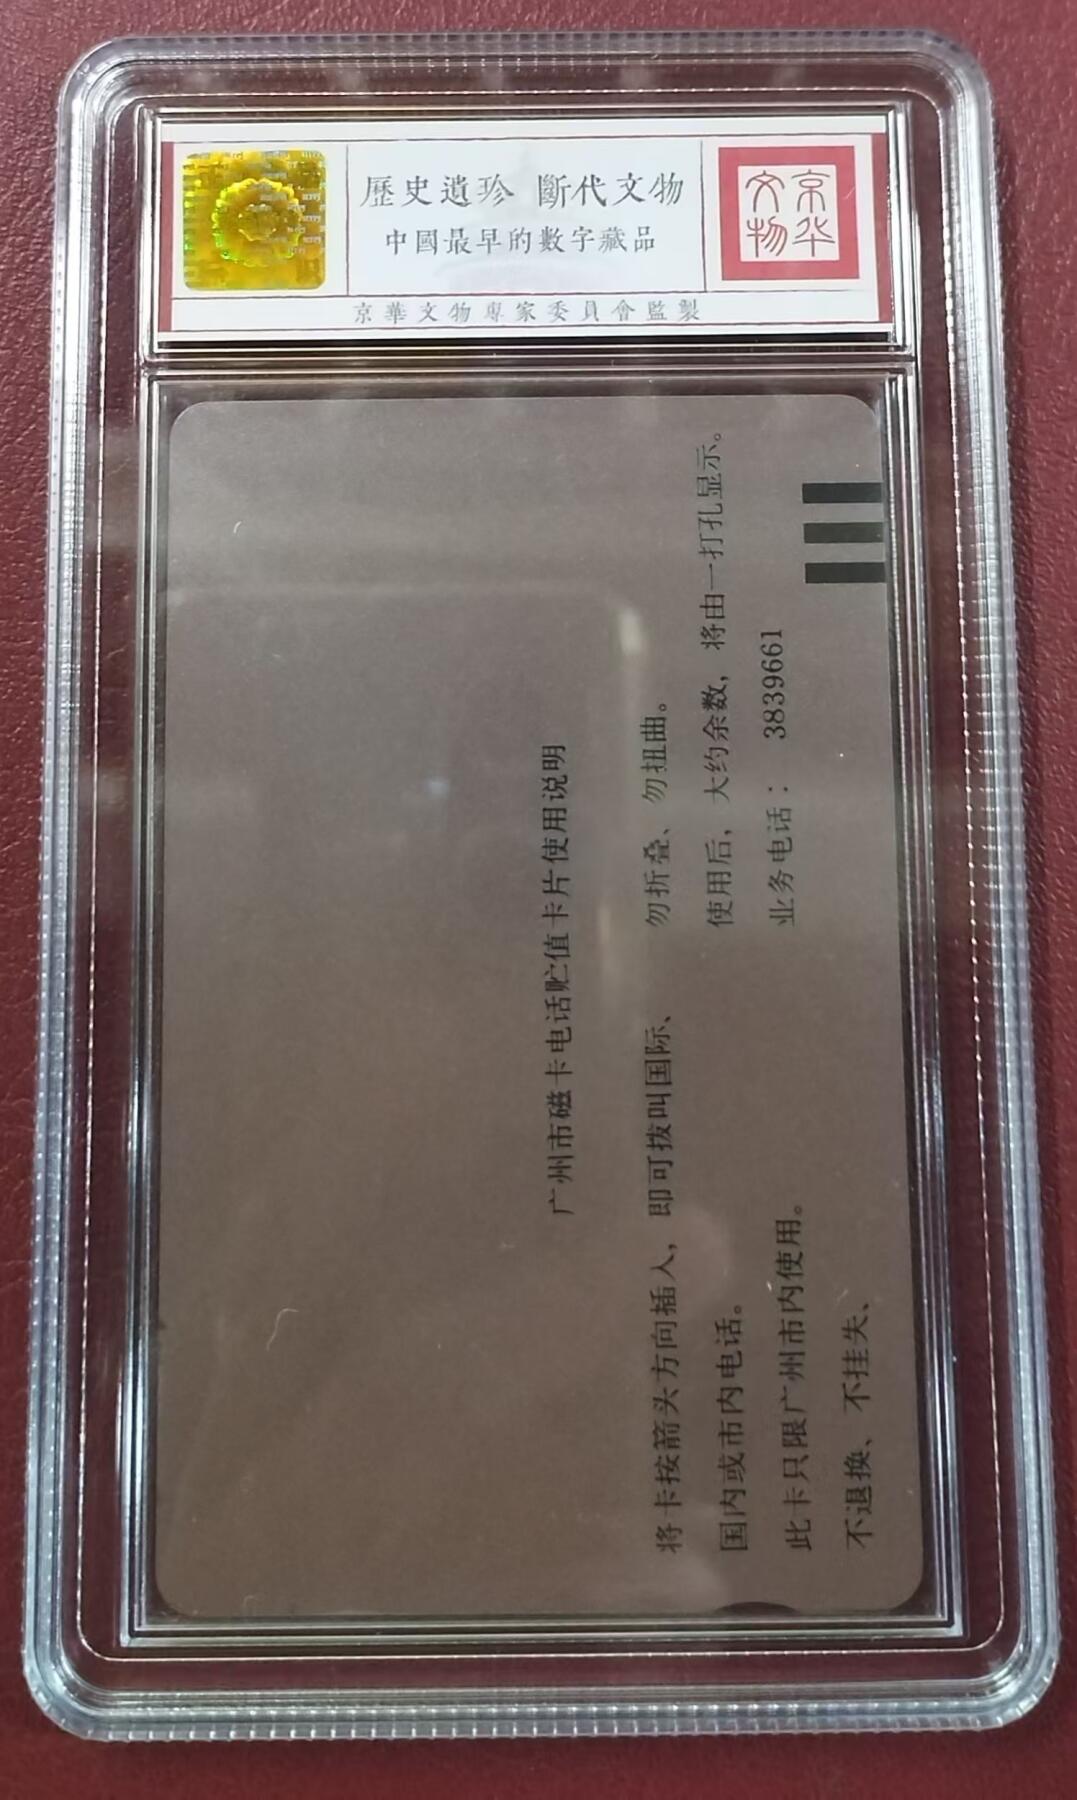 歷史遺珍 斷代文物
中國最早的數字藏品
京华
文物
京華文物專家委員會監製
广州市磁卡电话贮值卡片使用说明
将卡按箭头方向插入，即可拨叫国际、
国内或市内电话。
此卡只限广州市内使用。
不退换、不挂失、
勿折叠、勿扭曲。
使用后，大约余数，将由一打孔显示。
业务电话：3839661